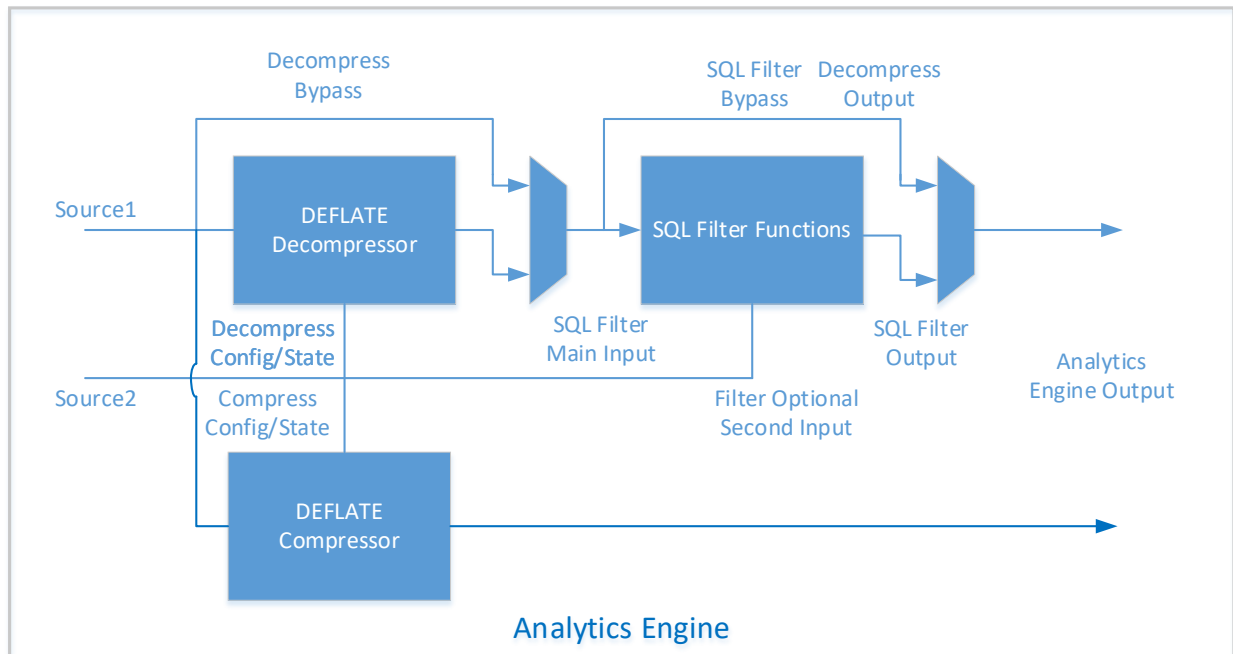 Decompress
Bypass
SQL Filter
Bypass
Decompress
Output
Source1
DEFLATE
Decompressor
SQL Filter Functions
Decompress
Config/State
SQL Filter
Main Input
SQL Filter
Output
Analytics
Engine Output
Source2
Compress
Config/State
Filter Optional
Second Input
DEFLATE
Compressor
Analytics Engine